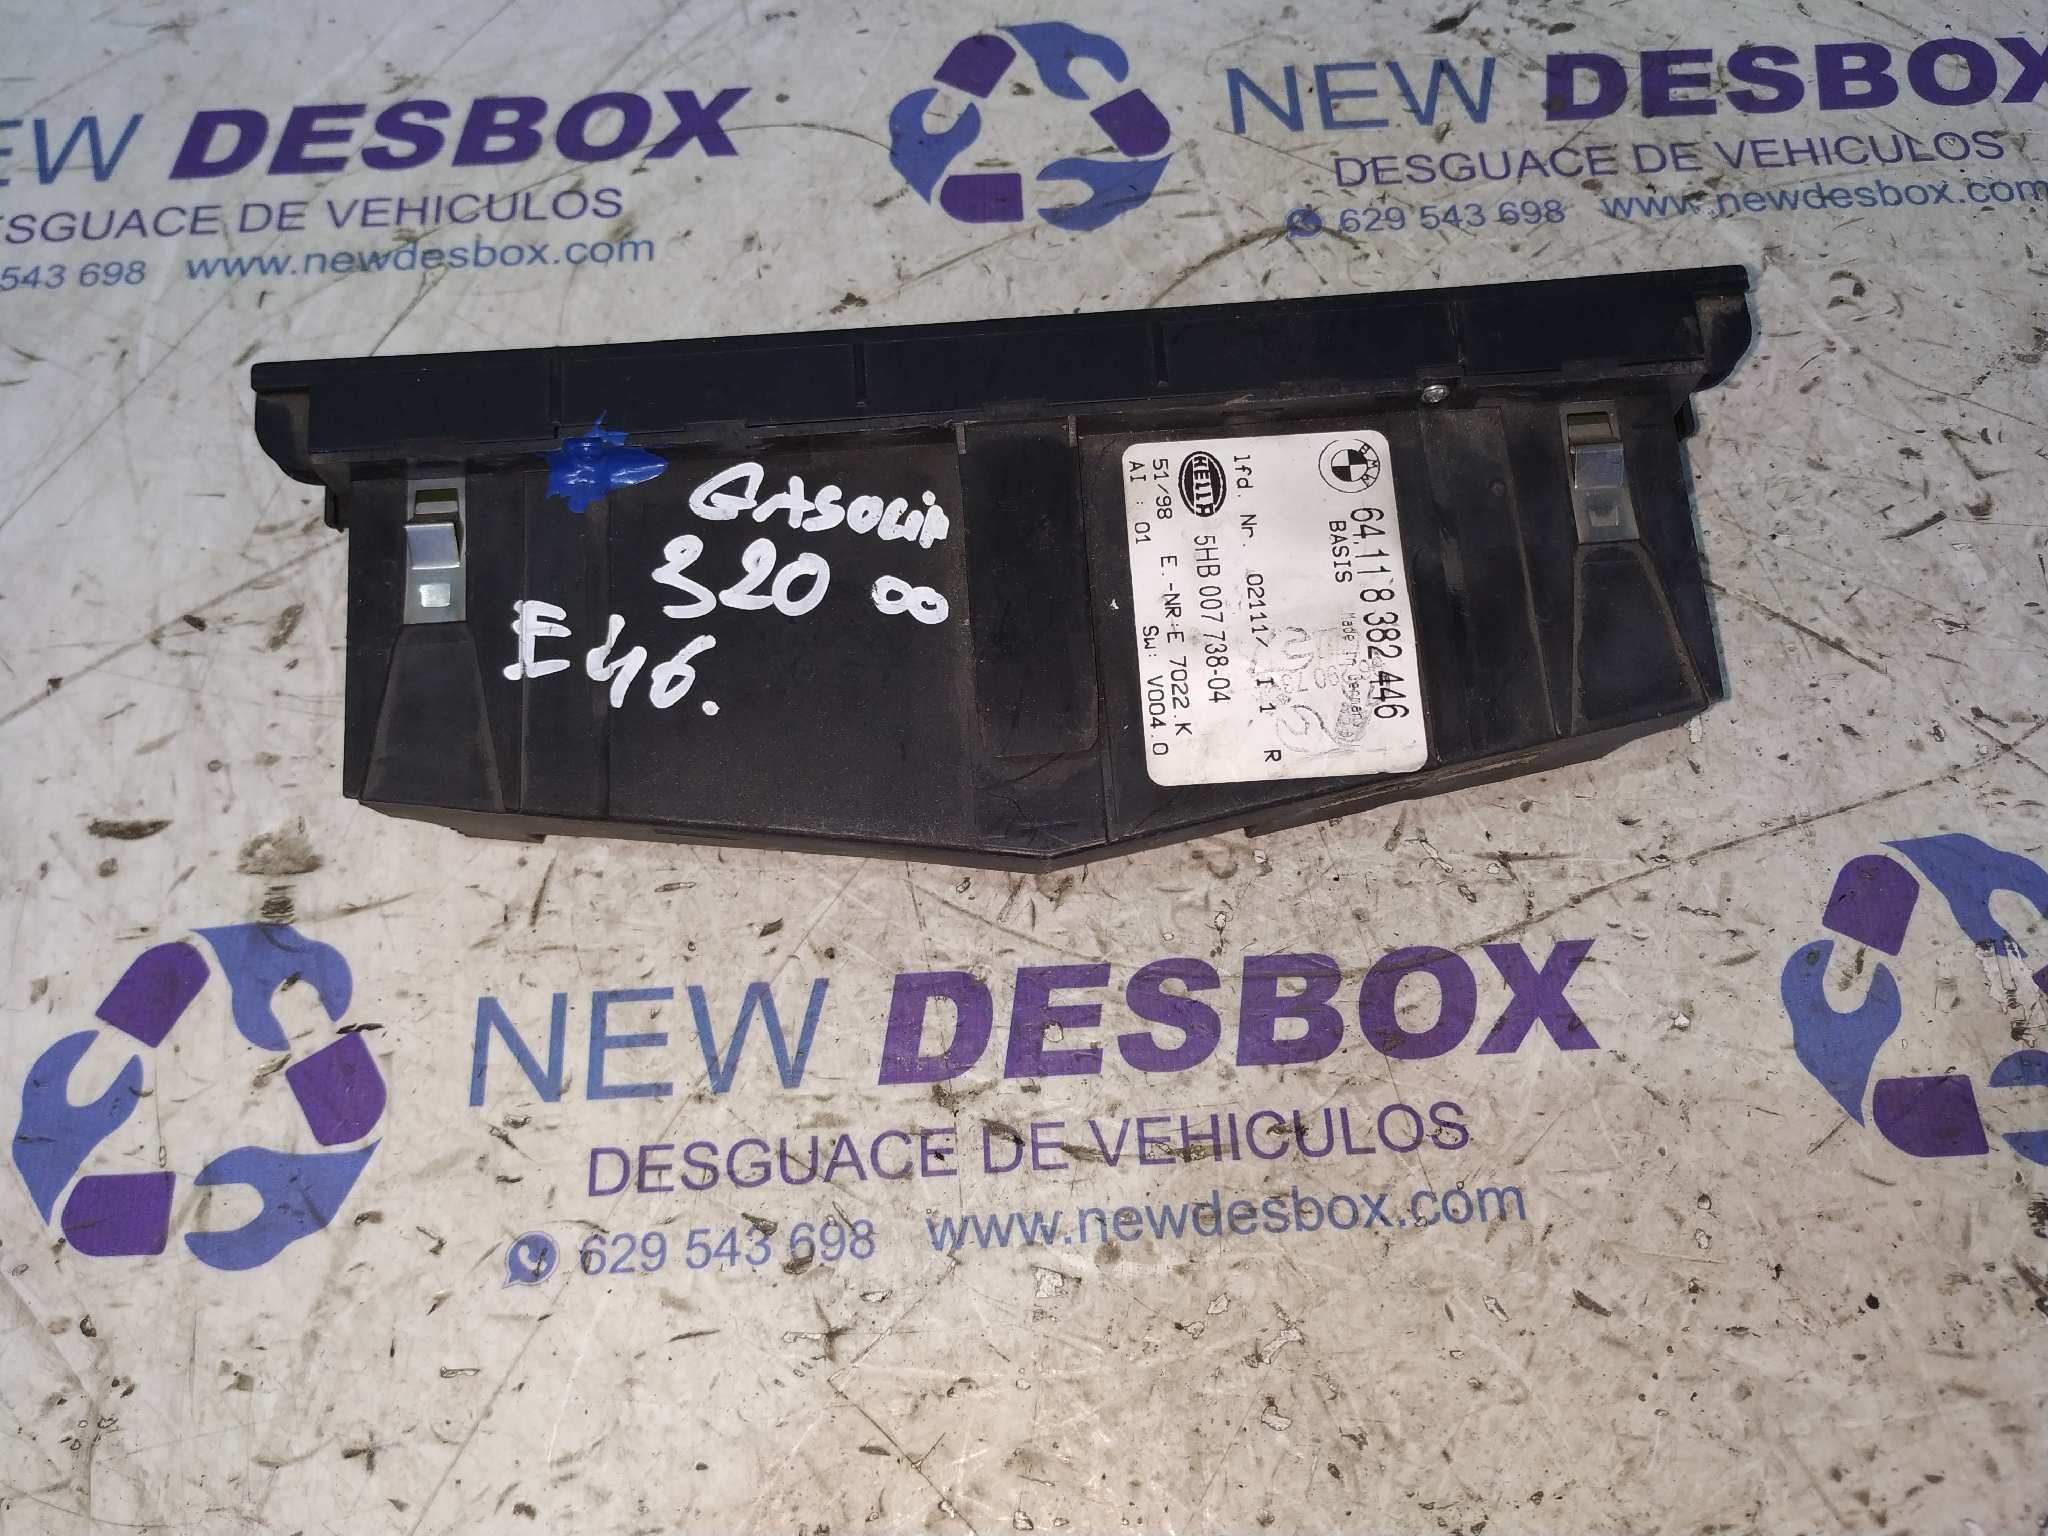 EW DESBOX
ESGUACE DE VEHICULOS
543 698 www.newdesbox.com
NEW DESBOX
DESGUACE DE VEHICULOS
629 543 698 www.newdesbox.com
GASOLIN
320 00
E46.
BMW
64.11 8 382 446
BASIS Made in Germany
lfd. Nr. 02111/ I 1 R
HELLA 5HB 007 738-04
51/98 E.-NR:E 7022.K
AI : 01 Sw: V004.0
NEW DESBOX
DESGUACE DE VEHICULOS
629 543 698 www.newdesbox.com